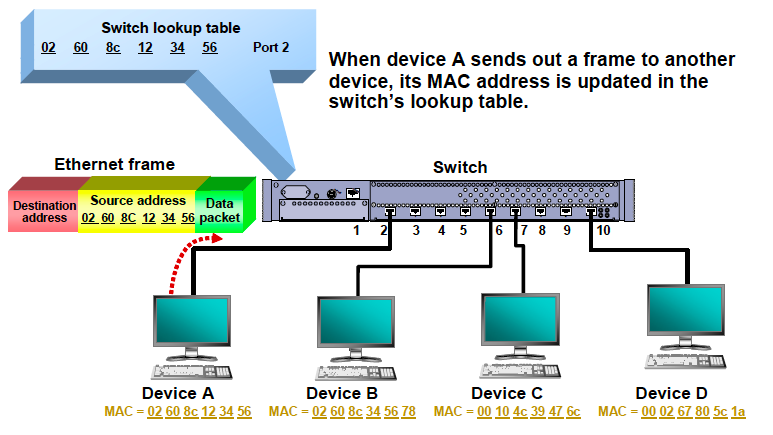 Switch lookup table
02 60 8c 12 34 56 Port 2
When device A sends out a frame to another
device, its MAC address is updated in the
switch's lookup table.
Ethernet frame
Switch
Destination
address
Source address
02 60 8C 12 34 56
Data
packet
1 2 3 4 5 6 7 8 9 10
Device A
MAC = 02 60 8c 12 34 56
Device B
MAC = 02 60 8c 34 56 78
Device C
MAC = 00 10 4c 39 47 6c
Device D
MAC = 00 02 67 80 5c 1a